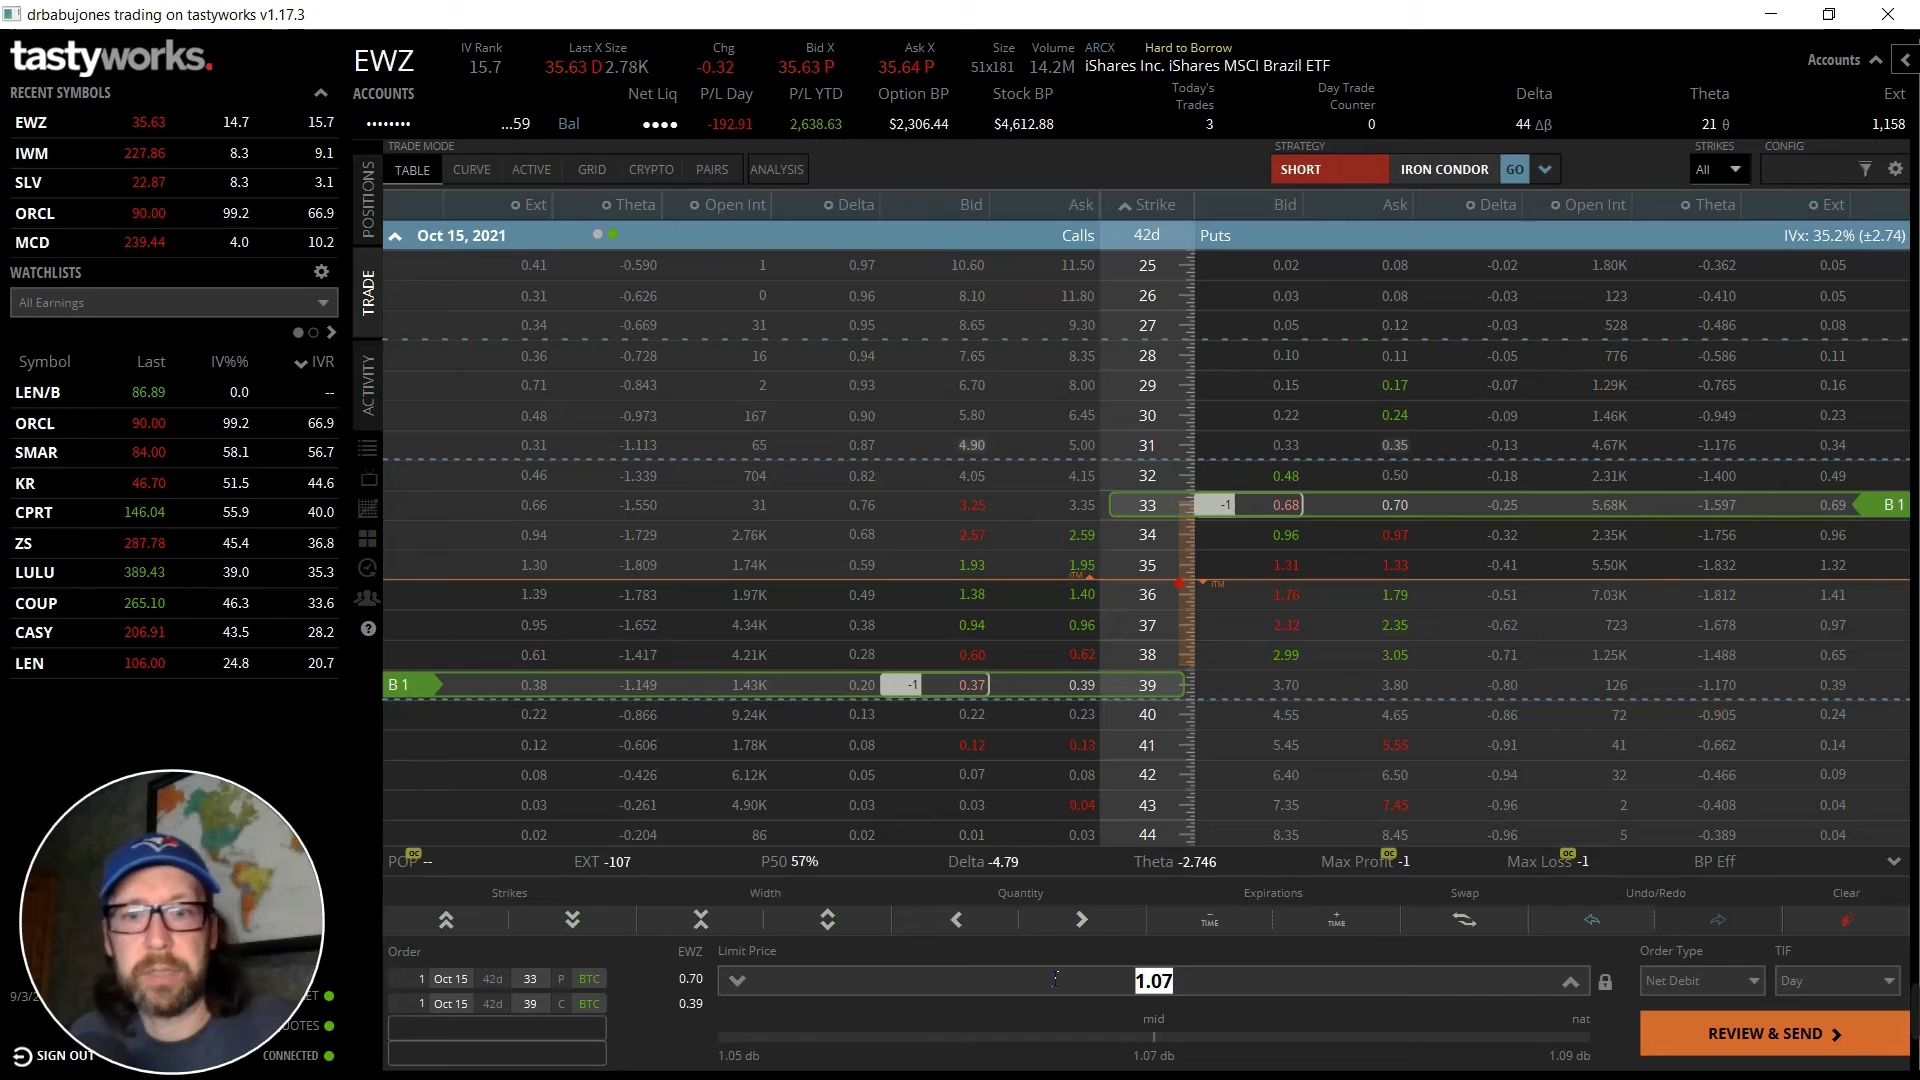 drbabujones trading on tastyworks v1.17.3
tastyworks.
EWZ
IV Rank
15.7
Last X Size
35.63 D 2.78K
Chg
-0.32
Bid X
35.63 P
Ask X
35.64 P
Size
51x181
Volume
14.2M
ARCX
Hard to Borrow
iShares Inc. iShares MSCI Brazil ETF
Accounts
ACCOUNTS Net Liq P/L Day P/L YTD Option BP Stock BP Today's Trades Day Trade Counter Delta Theta Ext
•••••••• ...59 Bal •••• -192.91 2,638.63 $2,306.44 $4,612.88 3 0 44 Δβ 21 θ 1,158
RECENT SYMBOLS
EWZ 35.63 14.7 15.7
IWM 227.86 8.3 9.1
SLV 22.87 8.3 3.1
ORCL 90.00 99.2 66.9
MCD 239.44 4.0 10.2
WATCHLISTS
All Earnings
Symbol Last IV%% IVR
LEN/B 86.89 0.0 --
ORCL 90.00 99.2 66.9
SMAR 84.00 58.1 56.7
KR 46.70 51.5 44.6
CPRT 146.04 55.9 40.0
ZS 287.78 45.4 36.8
LULU 389.43 39.0 35.3
COUP 265.10 46.3 33.6
CASY 206.91 43.5 28.2
LEN 106.00 24.8 20.7
POSITIONS
TRADE
ACTIVITY
TRADE MODE
TABLE CURVE ACTIVE GRID CRYPTO PAIRS ANALYSIS
STRATEGY
SHORT IRON CONDOR GO
STRIKES
All
CONFIG
Ext Theta Open Int Delta Bid Ask Strike Bid Ask Delta Open Int Theta Ext
Oct 15, 2021 Calls 42d Puts IVx: 35.2% (±2.74)
0.41 -0.590 1 0.97 10.60 11.50 25 0.02 0.08 -0.02 1.80K -0.362 0.05
0.31 -0.626 0 0.96 8.10 11.80 26 0.03 0.08 -0.03 123 -0.410 0.05
0.34 -0.669 31 0.95 8.65 9.30 27 0.05 0.12 -0.03 528 -0.486 0.08
0.36 -0.728 16 0.94 7.65 8.35 28 0.10 0.11 -0.05 776 -0.586 0.11
0.71 -0.843 2 0.93 6.70 8.00 29 0.15 0.17 -0.07 1.29K -0.765 0.16
0.48 -0.973 167 0.90 5.80 6.45 30 0.22 0.24 -0.09 1.46K -0.949 0.23
0.31 -1.113 65 0.87 4.90 5.00 31 0.33 0.35 -0.13 4.67K -1.176 0.34
0.46 -1.339 704 0.82 4.05 4.15 32 0.48 0.50 -0.18 2.31K -1.400 0.49
0.66 -1.550 31 0.76 3.25 3.35 33 -1 0.68 0.70 -0.25 5.68K -1.597 0.69 B 1
0.94 -1.729 2.76K 0.68 2.57 2.59 34 0.96 0.97 -0.32 2.35K -1.756 0.96
1.30 -1.809 1.74K 0.59 1.93 1.95 35 1.31 1.33 -0.41 5.50K -1.832 1.32
ITM ITM
1.39 -1.783 1.97K 0.49 1.38 1.40 36 1.76 1.79 -0.51 7.03K -1.812 1.41
0.95 -1.652 4.34K 0.38 0.94 0.96 37 2.32 2.35 -0.62 723 -1.678 0.97
0.61 -1.417 4.21K 0.28 0.60 0.62 38 2.99 3.05 -0.71 1.25K -1.488 0.65
B 1 0.38 -1.149 1.43K 0.20 -1 0.37 0.39 39 3.70 3.80 -0.80 126 -1.170 0.39
0.22 -0.866 9.24K 0.13 0.22 0.23 40 4.55 4.65 -0.86 72 -0.905 0.24
0.12 -0.606 1.78K 0.08 0.12 0.13 41 5.45 5.55 -0.91 41 -0.662 0.14
0.08 -0.426 6.12K 0.05 0.07 0.08 42 6.40 6.50 -0.94 32 -0.466 0.09
0.03 -0.261 4.90K 0.03 0.03 0.04 43 7.35 7.45 -0.96 2 -0.408 0.04
0.02 -0.204 86 0.02 0.01 0.03 44 8.35 8.45 -0.96 5 -0.389 0.04
POP OC -- EXT -107 P50 57% Delta -4.79 Theta -2.746 Max Profit OC -1 Max Loss OC -1 BP Eff
Strikes Width Quantity Expirations Swap Undo/Redo Clear
− TIME + TIME
Order EWZ Limit Price Order Type TIF
1 Oct 15 42d 33 P BTC 0.70 1.07 Net Debit Day
1 Oct 15 42d 39 C BTC 0.39
mid nat
1.05 db 1.07 db 1.09 db
REVIEW & SEND
9/3/2
ET
UOTES
SIGN OUT CONNECTED